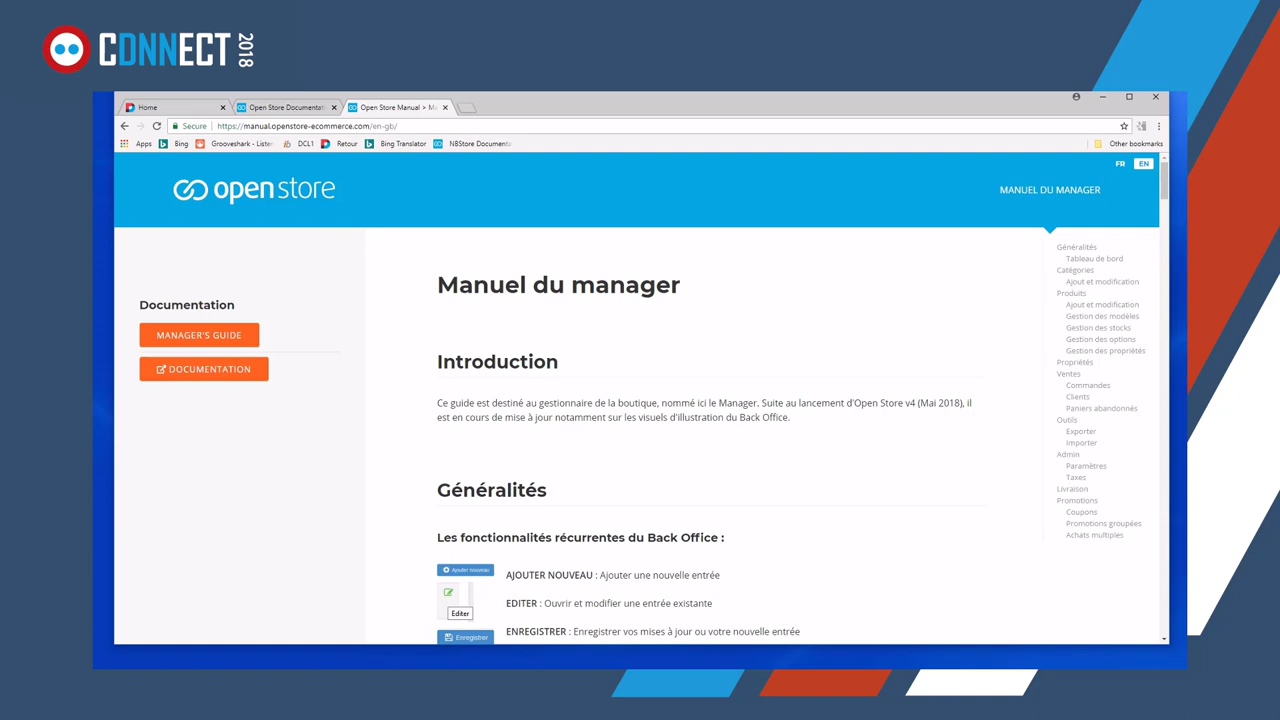 CDNNECT 2018
Home
Open Store Documentati
Open Store Manual > Ma
Secure
https://manual.openstore-ecommerce.com/en-gb/
Apps
Bing
Grooveshark - Listen
DCL1
Retour
Bing Translator
NBStore Documenta
Other bookmarks
FR
EN
open store
MANUEL DU MANAGER
Documentation
MANAGER'S GUIDE
DOCUMENTATION
Manuel du manager
Introduction
Ce guide est destiné au gestionnaire de la boutique, nommé ici le Manager. Suite au lancement d'Open Store v4 (Mai 2018), il
est en cours de mise à jour notamment sur les visuels d'illustration du Back Office.
Généralités
Les fonctionnalités récurrentes du Back Office :
Ajouter nouveau
AJOUTER NOUVEAU : Ajouter une nouvelle entrée
EDITER : Ouvrir et modifier une entrée existante
Editer
Enregistrer
ENREGISTRER : Enregistrer vos mises à jour ou votre nouvelle entrée
Généralités
Tableau de bord
Catégories
Ajout et modification
Produits
Ajout et modification
Gestion des modèles
Gestion des stocks
Gestion des options
Gestion des propriétés
Propriétés
Ventes
Commandes
Clients
Paniers abandonnés
Outils
Exporter
Importer
Admin
Paramètres
Taxes
Livraison
Promotions
Coupons
Promotions groupées
Achats multiples